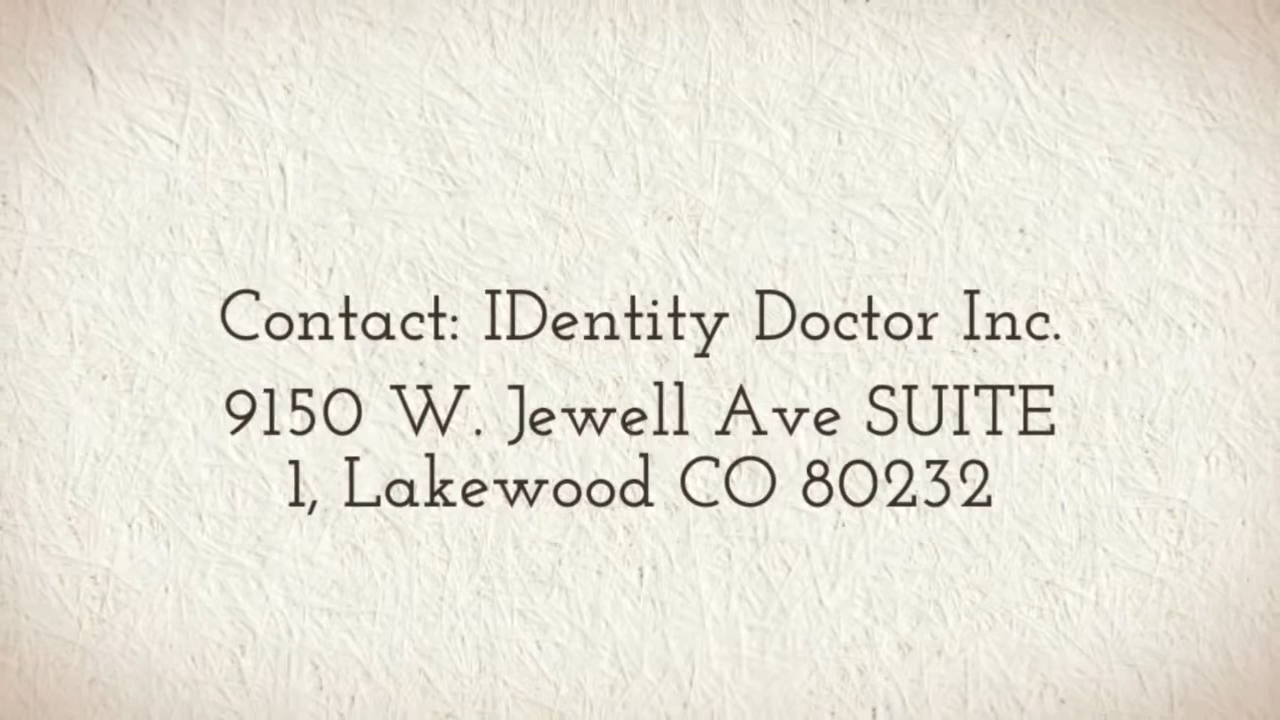 Contact: IDentity Doctor Inc.
9150 W. Jewell Ave SUITE
1, Lakewood CO 80232